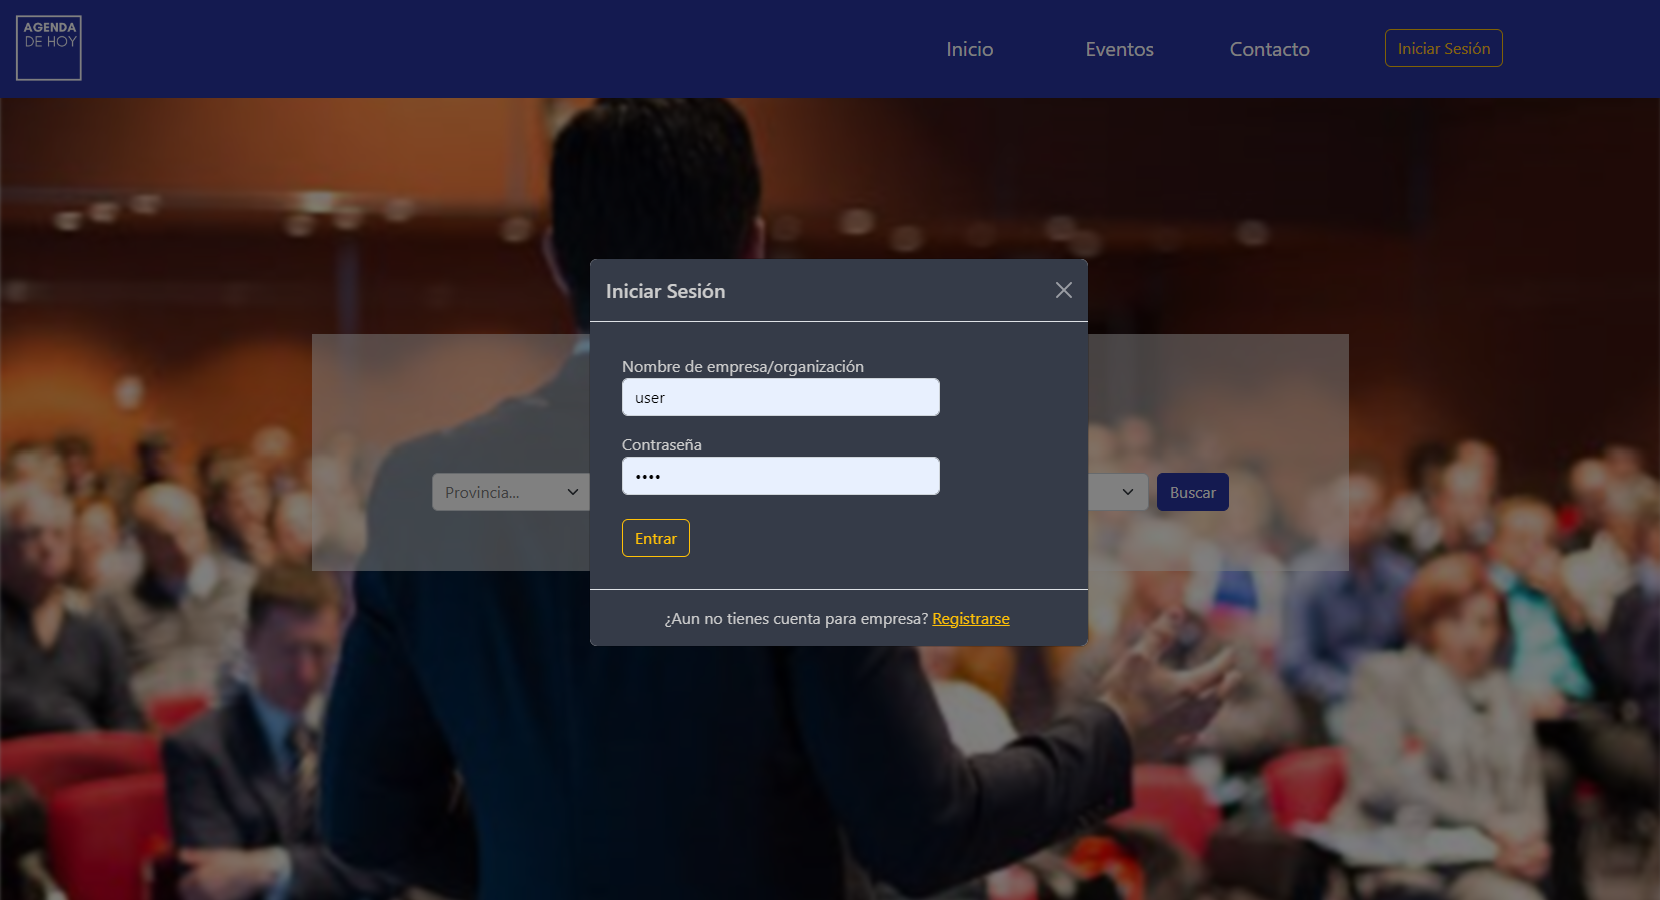 AGENDA
DE HOY
Inicio
Eventos
Contacto
Iniciar Sesión
Iniciar Sesión
Nombre de empresa/organización
user
Contraseña
••••
Provincia...
Buscar
Entrar
¿Aun no tienes cuenta para empresa? Registrarse